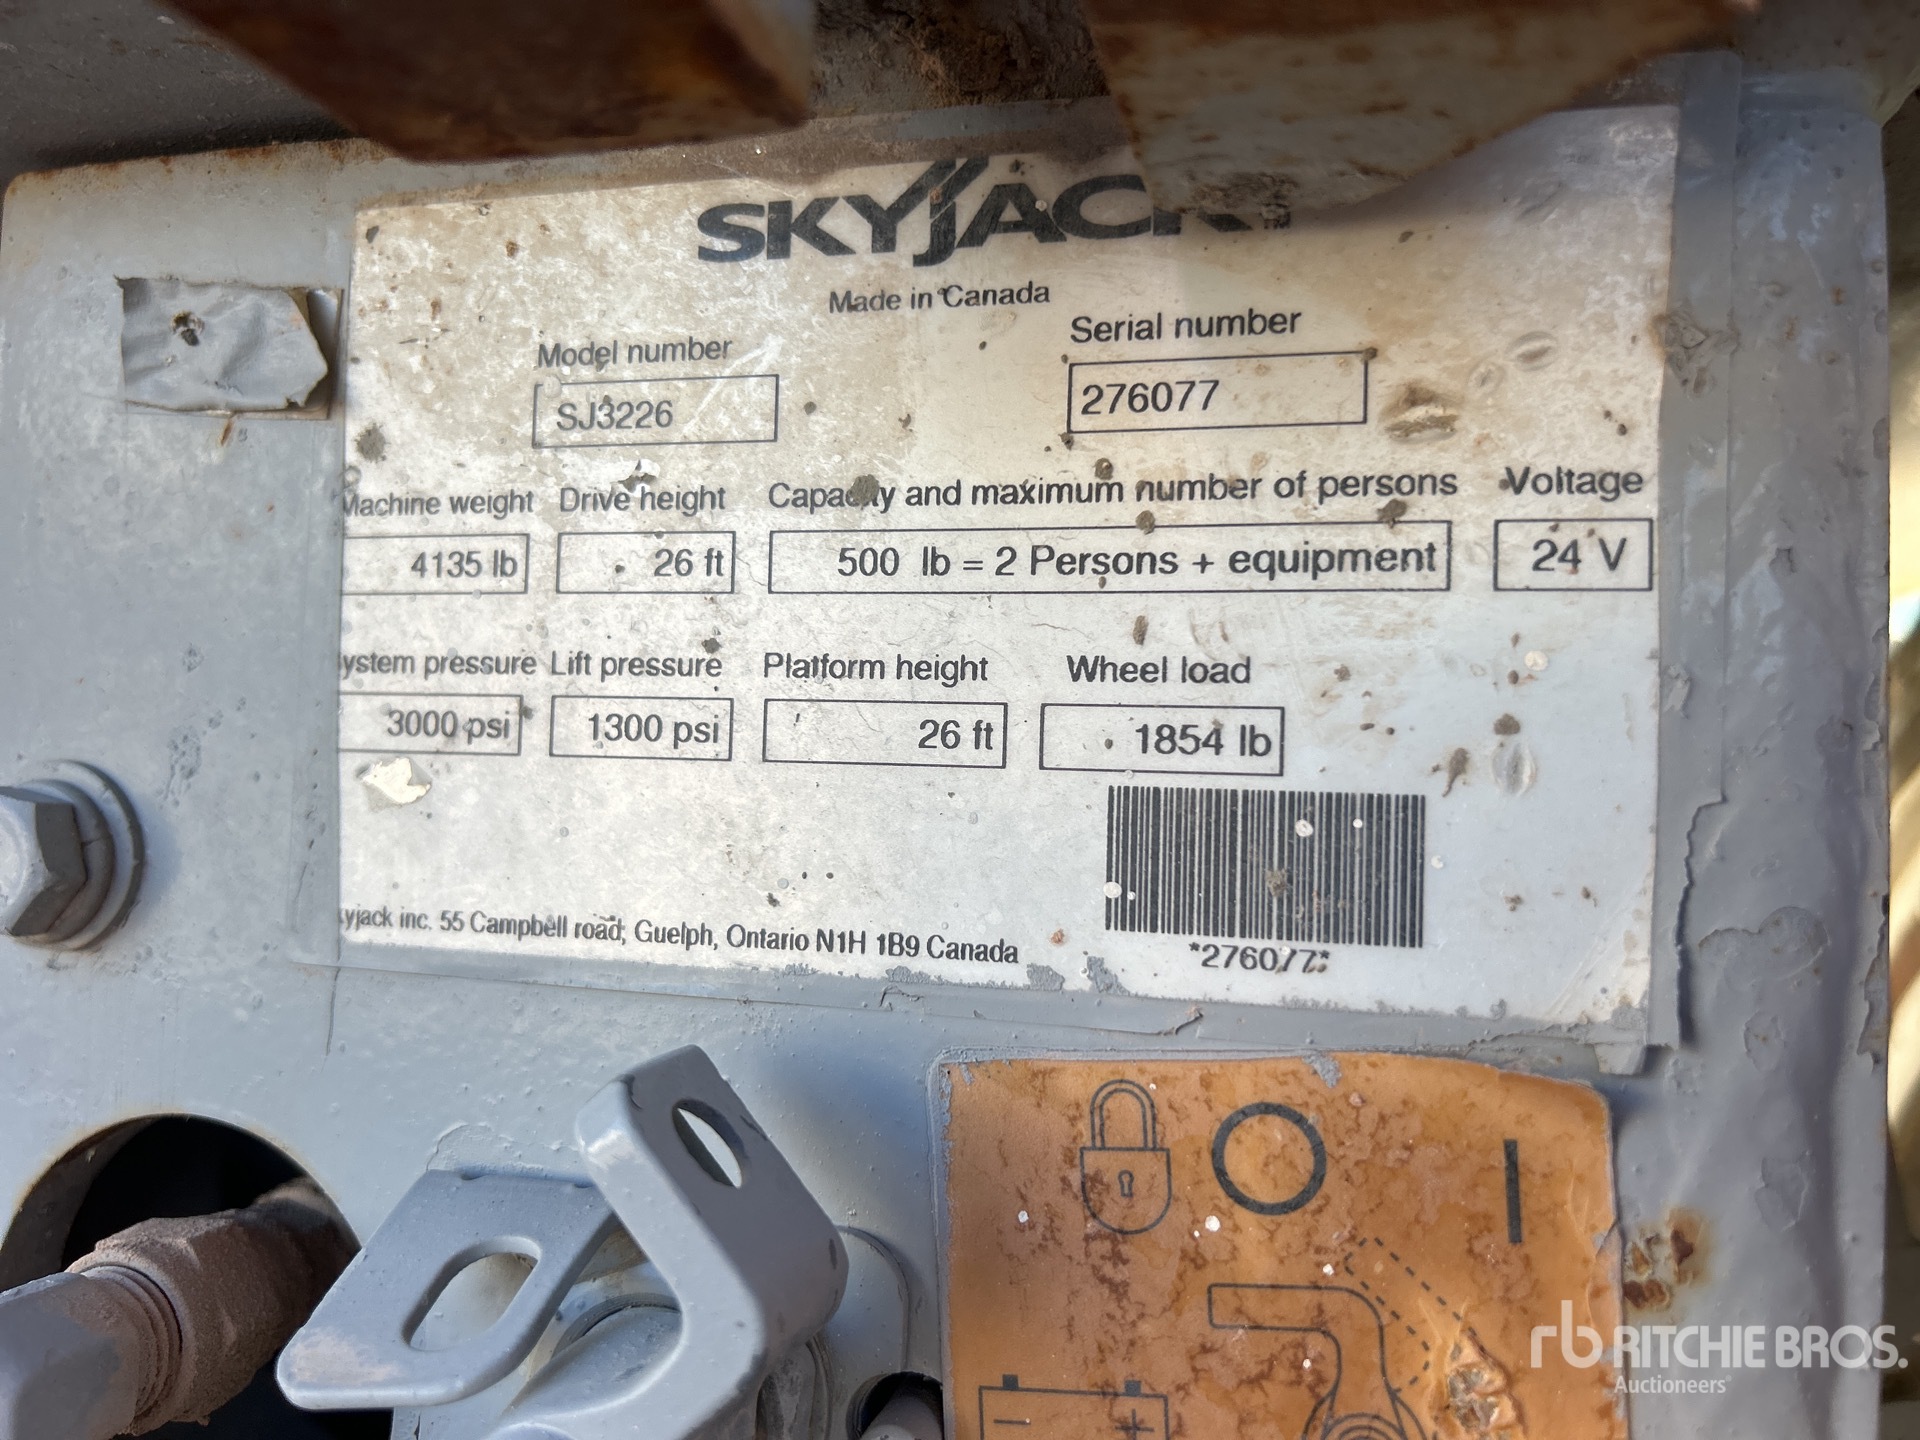 SKYJACK
Made in Canada
Model number
SJ3226
Serial number
276077
Machine weight
4135 lb
Drive height
26 ft
Capacity and maximum number of persons
500 lb = 2 Persons + equipment
Voltage
24 V
ystem pressure
3000 psi
Lift pressure
1300 psi
Platform height
26 ft
Wheel load
1854 lb
*276077*
yjack inc. 55 Campbell road, Guelph, Ontario N1H 1B9 Canada
rb RITCHIE BROS.
Auctioneers